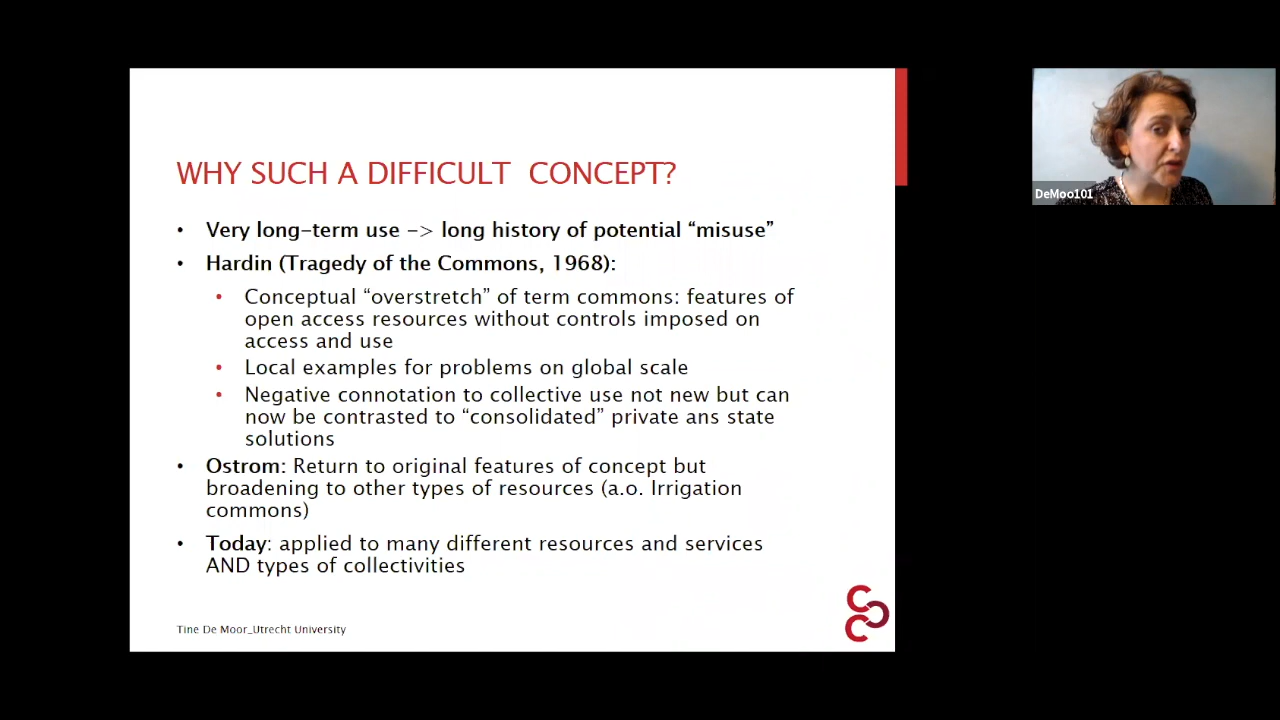 WHY SUCH A DIFFICULT CONCEPT?
• Very long-term use -> long history of potential “misuse”
• Hardin (Tragedy of the Commons, 1968):
• Conceptual “overstretch” of term commons: features of
open access resources without controls imposed on
access and use
• Local examples for problems on global scale
• Negative connotation to collective use not new but can
now be contrasted to “consolidated” private ans state
solutions
• Ostrom: Return to original features of concept but
broadening to other types of resources (a.o. Irrigation
commons)
• Today: applied to many different resources and services
AND types of collectivities
Tine De Moor_Utrecht University
DeMoo101